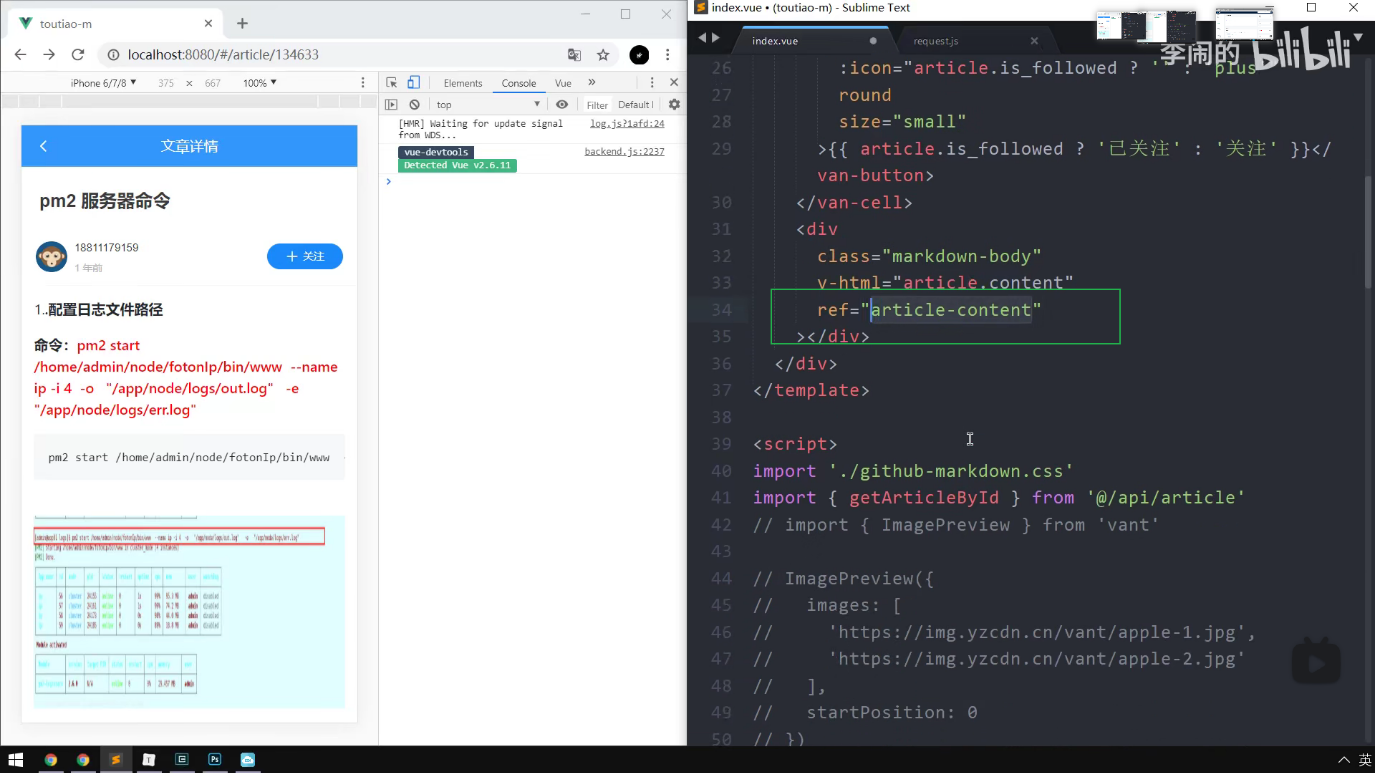 toutiao-m
localhost:8080/#/article/134633
iPhone 6/7/8 ▼ 375 × 667 100% ▼
Elements Console Vue »
top ▼ Filter Default l
[HMR] Waiting for update signal log.js?1afd:24
from WDS...
vue-devtools backend.js:2237
Detected Vue v2.6.11
文章详情
pm2 服务器命令
18811179159
1 年前
+ 关注
1..配置日志文件路径
命令：pm2 start
/home/admin/node/fotonIp/bin/www --name
ip -i 4 -o "/app/node/logs/out.log" -e
"/app/node/logs/err.log"
pm2 start /home/admin/node/fotonIp/bin/www
index.vue • (toutiao-m) - Sublime Text
index.vue request.js
李闹的 bilibili
26 :icon="article.is_followed ? '' : 'plus
27 round
28 size="small"
29 >{{ article.is_followed ? '已关注' : '关注' }}</
van-button>
30 </van-cell>
31 <div
32 class="markdown-body"
33 v-html="article.content"
34 ref="article-content"
35 ></div>
36 </div>
37 </template>
38
39 <script>
40 import './github-markdown.css'
41 import { getArticleById } from '@/api/article'
42 // import { ImagePreview } from 'vant'
43
44 // ImagePreview({
45 //   images: [
46 //     'https://img.yzcdn.cn/vant/apple-1.jpg',
47 //     'https://img.yzcdn.cn/vant/apple-2.jpg'
48 //   ],
49 //   startPosition: 0
50 // })
英